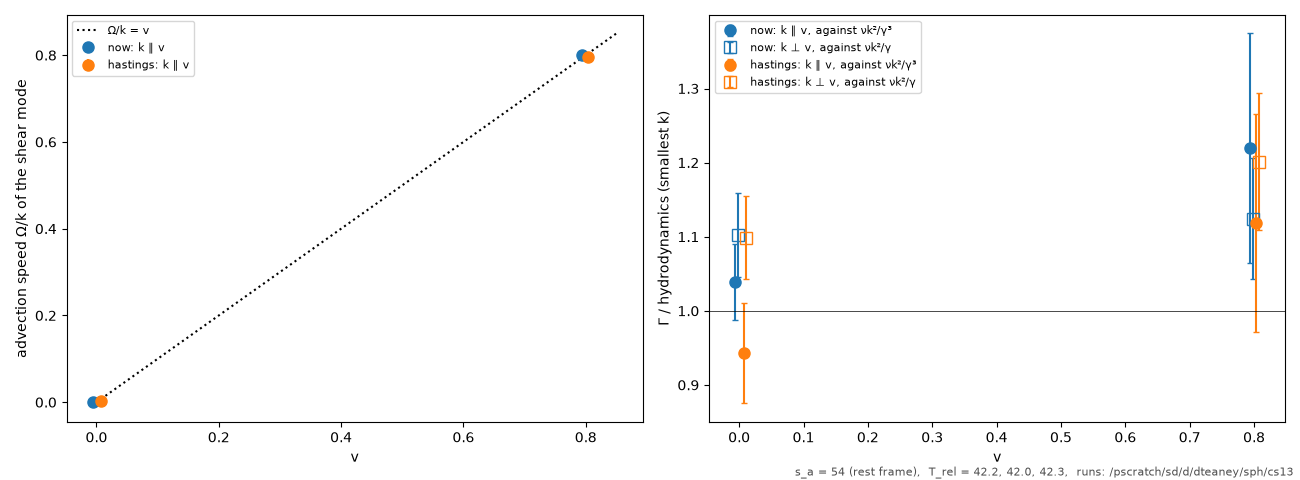 Ω/k = v
now: k ∥ v
hastings: k ∥ v
advection speed Ω/k of the shear mode
0.8
0.6
0.4
0.2
0.0
0.0 0.2 0.4 0.6 0.8
v
now: k ∥ v, against νk²/γ³
now: k ⊥ v, against νk²/γ
hastings: k ∥ v, against νk²/γ³
hastings: k ⊥ v, against νk²/γ
Γ / hydrodynamics (smallest k)
1.3
1.2
1.1
1.0
0.9
0.0 0.1 0.2 0.3 0.4 0.5 0.6 0.7 0.8
v
s_a = 54 (rest frame), T_rel = 42.2, 42.0, 42.3, runs: /pscratch/sd/d/dteaney/sph/cs13